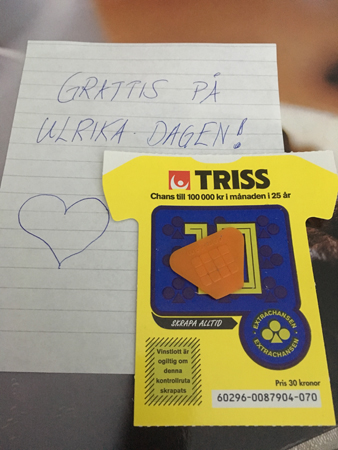 GRATTIS PÅ
ULRIKA-DAGEN!
TRISS
Chans till 100 000 kr i månaden i 25 år
SKRAPA ALLTID
EXTRACHANSEN
EXTRACHANSEN
Vinstlott är
ogiltig om
denna
kontrollruta
skrapats
Pris 30 kronor
60296-0087904-070